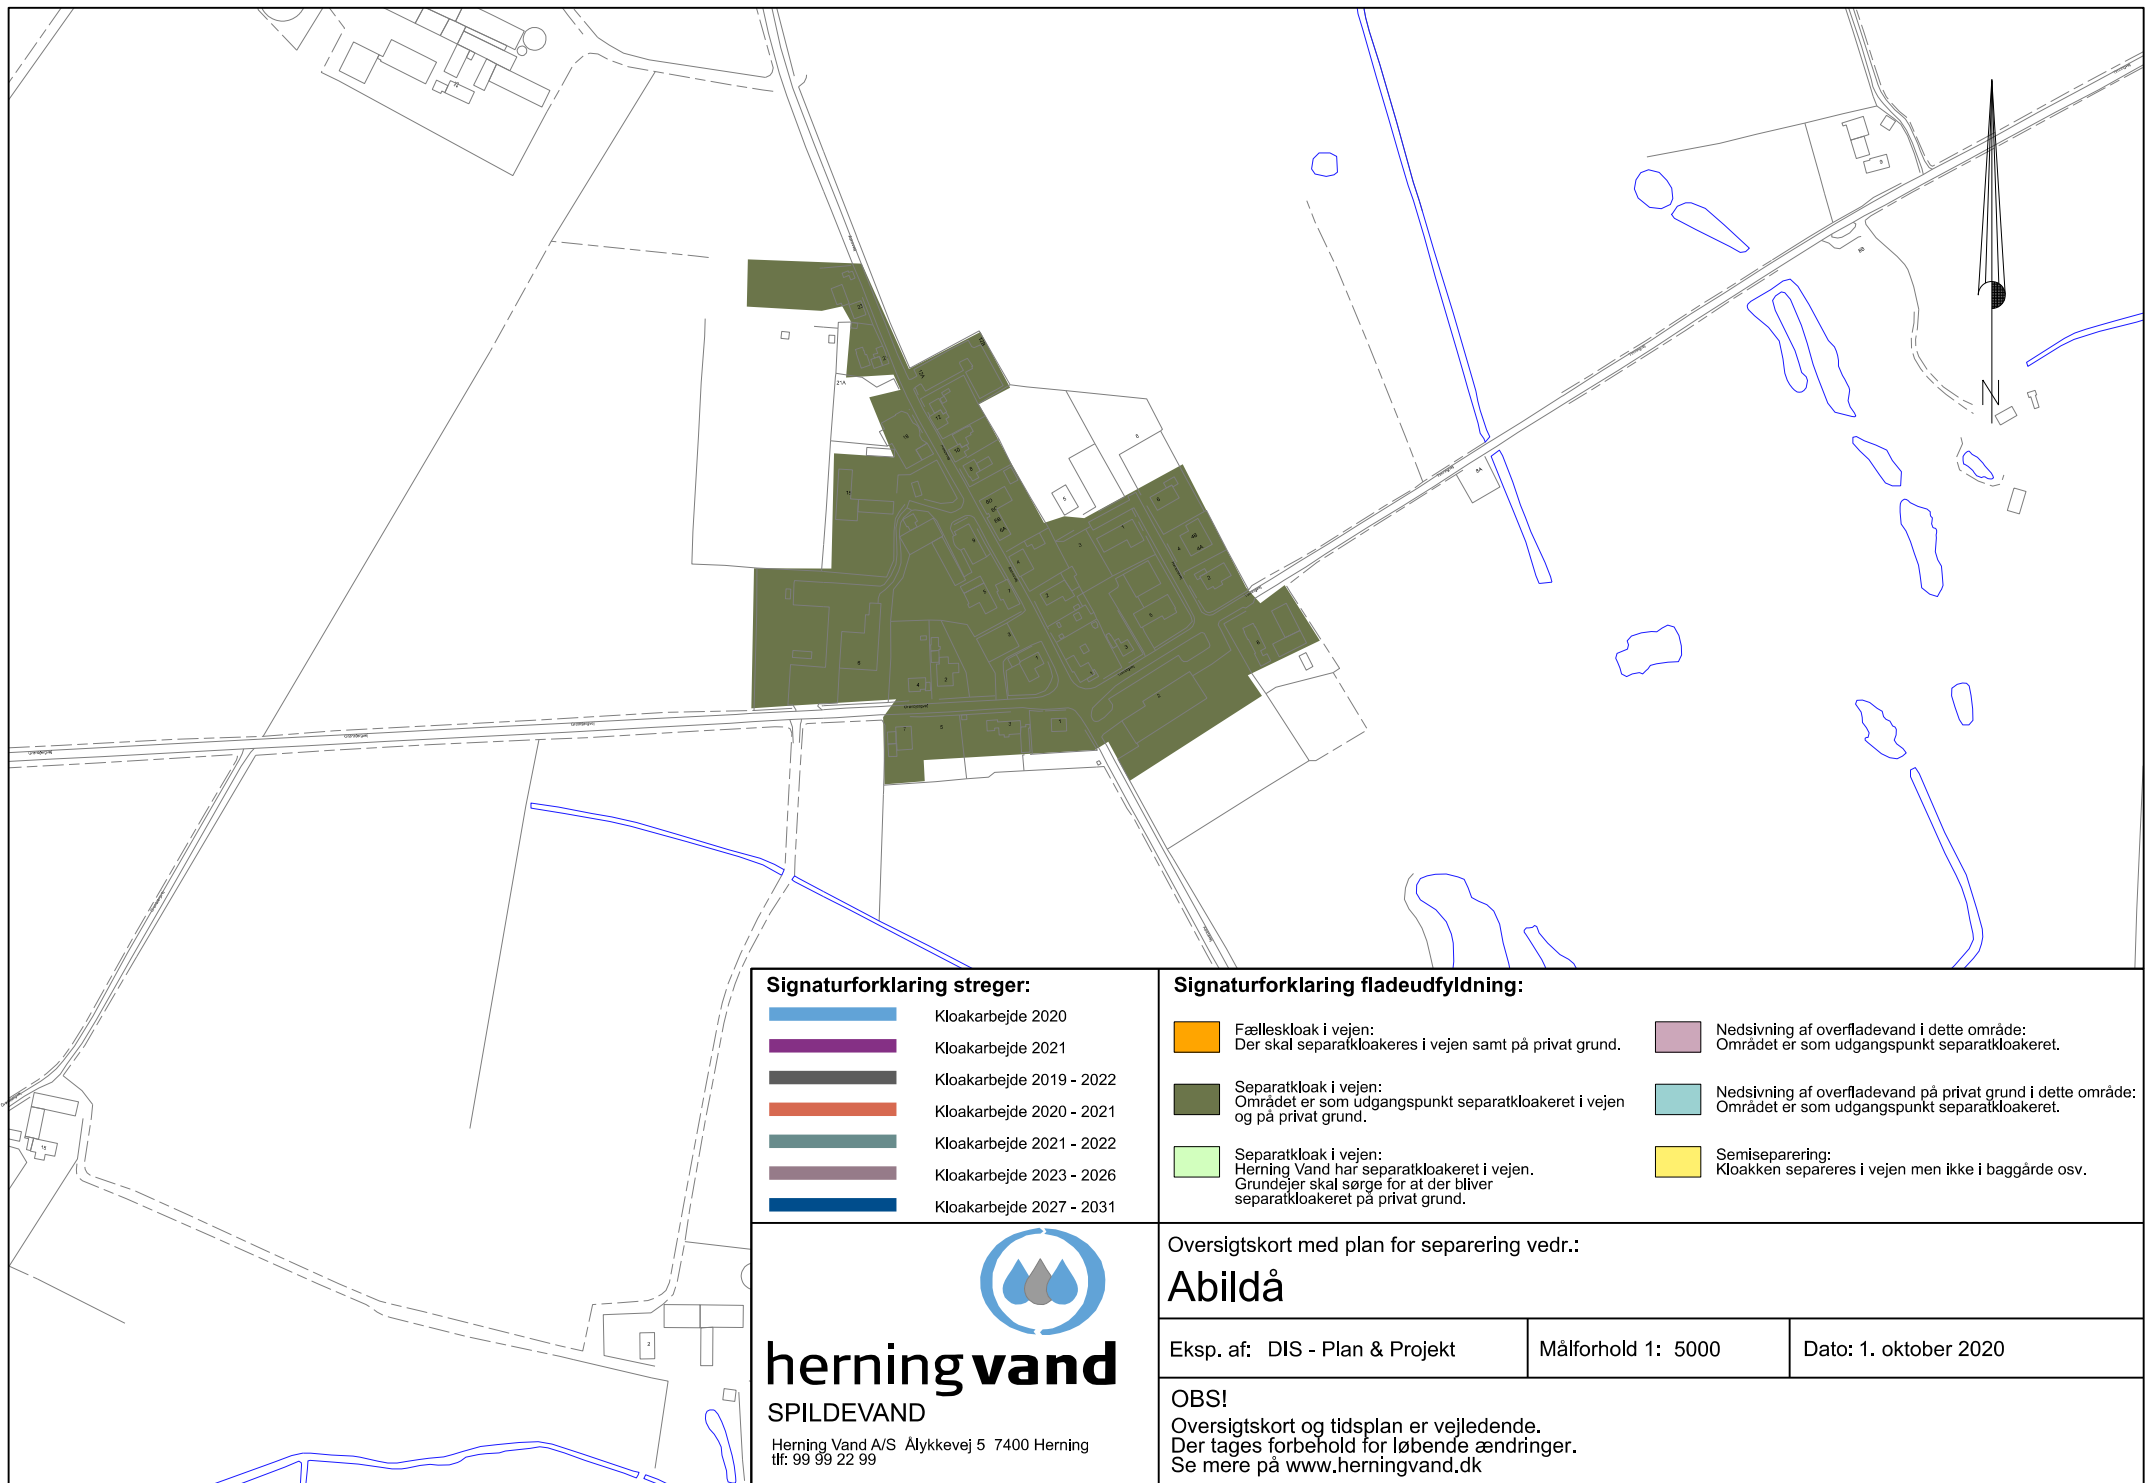 N
Signaturforklaring streger:
Kloakarbejde 2020
Kloakarbejde 2021
Kloakarbejde 2019 - 2022
Kloakarbejde 2020 - 2021
Kloakarbejde 2021 - 2022
Kloakarbejde 2023 - 2026
Kloakarbejde 2027 - 2031
Signaturforklaring fladeudfyldning:
Fælleskloak i vejen:
Der skal separatkloakeres i vejen samt på privat grund.
Separatkloak i vejen:
Området er som udgangspunkt separatkloakeret i vejen
og på privat grund.
Separatkloak i vejen:
Herning Vand har separatkloakeret i vejen.
Grundejer skal sørge for at der bliver
separatkloakeret på privat grund.
Nedsivning af overfladevand i dette område:
Området er som udgangspunkt separatkloakeret.
Nedsivning af overfladevand på privat grund i dette område:
Området er som udgangspunkt separatkloakeret.
Semiseparering:
Kloakken separeres i vejen men ikke i baggårde osv.
herningvand
SPILDEVAND
Herning Vand A/S Ålykkevej 5 7400 Herning
tlf: 99 99 22 99
Oversigtskort med plan for separering vedr.:
Abildå
Eksp. af: DIS - Plan & Projekt
Målforhold 1: 5000
Dato: 1. oktober 2020
OBS!
Oversigtskort og tidsplan er vejledende.
Der tages forbehold for løbende ændringer.
Se mere på www.herningvand.dk